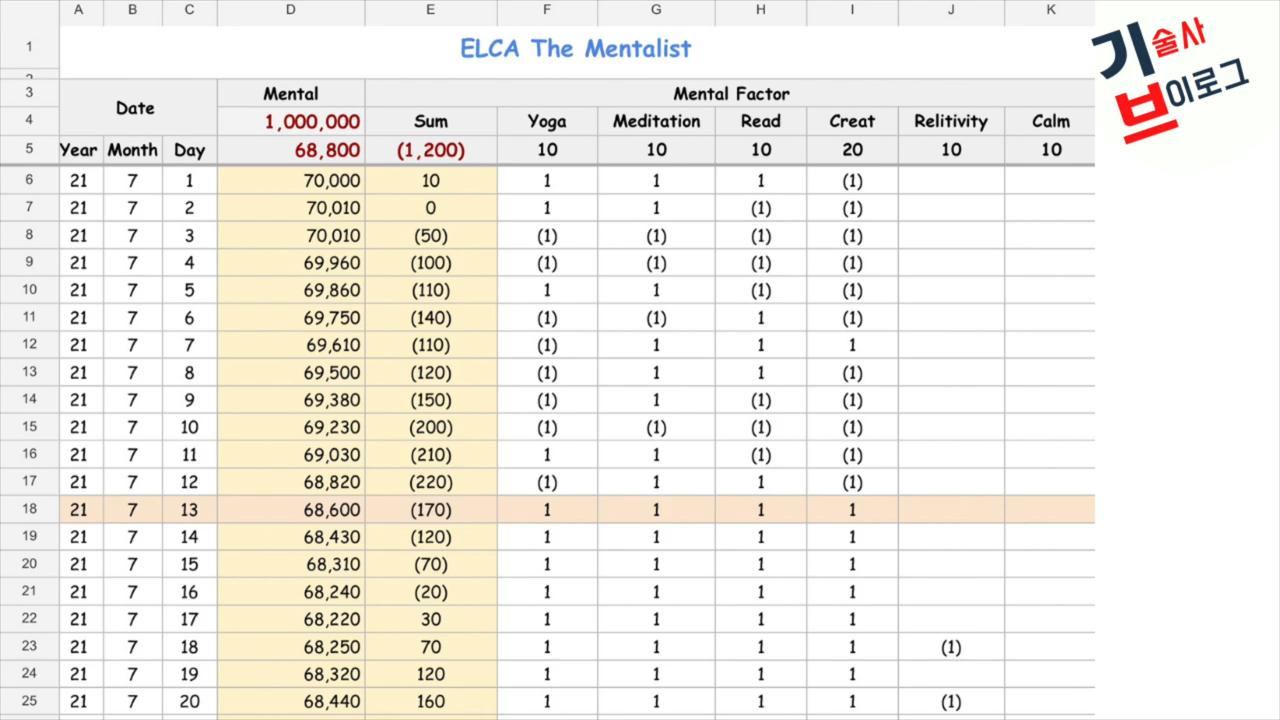 A B C D E F G H I J K
1 ELCA The Mentalist
3 Date Mental Mental Factor
4 1,000,000 Sum Yoga Meditation Read Creat Relitivity Calm
5 Year Month Day 68,800 (1,200) 10 10 10 20 10 10
6 21 7 1 70,000 10 1 1 1 (1)
7 21 7 2 70,010 0 1 1 (1) (1)
8 21 7 3 70,010 (50) (1) (1) (1) (1)
9 21 7 4 69,960 (100) (1) (1) (1) (1)
10 21 7 5 69,860 (110) 1 1 (1) (1)
11 21 7 6 69,750 (140) (1) (1) 1 (1)
12 21 7 7 69,610 (110) (1) 1 1 1
13 21 7 8 69,500 (120) (1) 1 1 (1)
14 21 7 9 69,380 (150) (1) 1 (1) (1)
15 21 7 10 69,230 (200) (1) (1) (1) (1)
16 21 7 11 69,030 (210) 1 1 (1) (1)
17 21 7 12 68,820 (220) (1) 1 1 (1)
18 21 7 13 68,600 (170) 1 1 1 1
19 21 7 14 68,430 (120) 1 1 1 1
20 21 7 15 68,310 (70) 1 1 1 1
21 21 7 16 68,240 (20) 1 1 1 1
22 21 7 17 68,220 30 1 1 1 1
23 21 7 18 68,250 70 1 1 1 1 (1)
24 21 7 19 68,320 120 1 1 1 1
25 21 7 20 68,440 160 1 1 1 1 (1)
기술사
브이로그